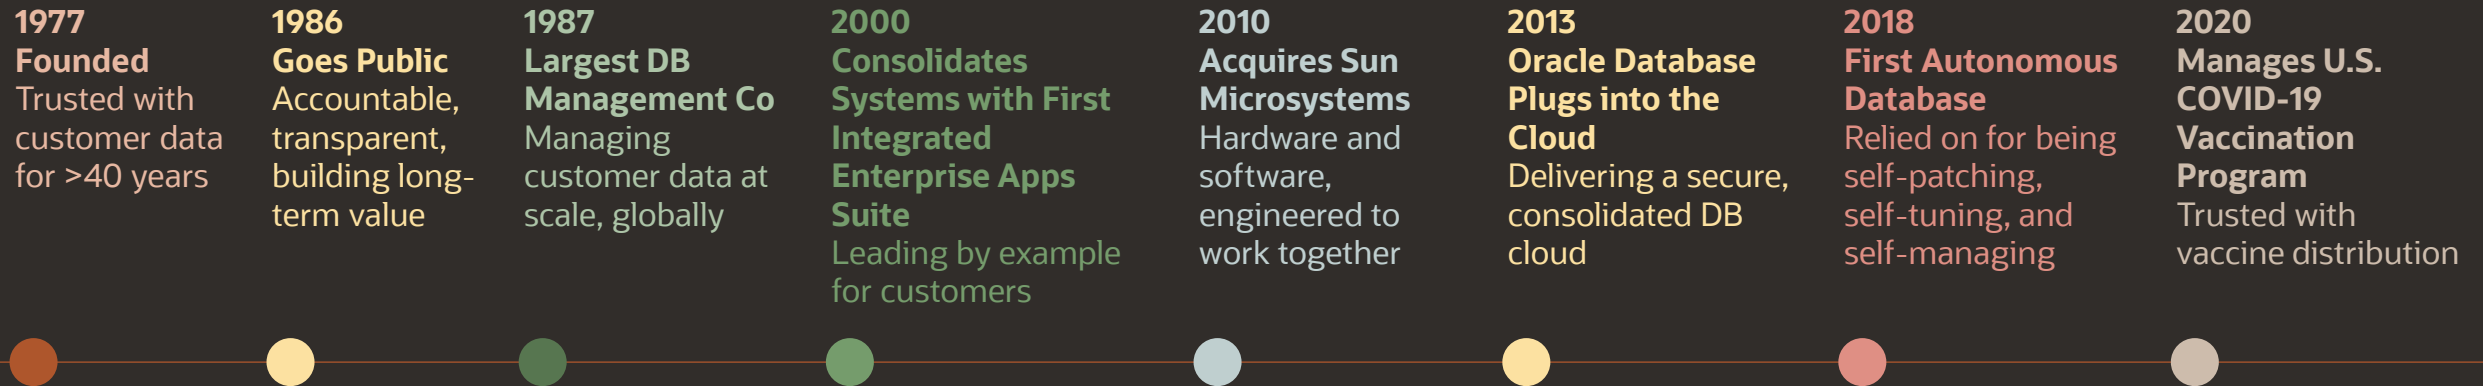 1977
Founded
Trusted with
customer data
for >40 years
1986
Goes Public
Accountable,
transparent,
building long-
term value
1987
Largest DB
Management Co
Managing
customer data at
scale, globally
2000
Consolidates
Systems with First
Integrated
Enterprise Apps
Suite
Leading by example
for customers
2010
Acquires Sun
Microsystems
Hardware and
software,
engineered to
work together
2013
Oracle Database
Plugs into the
Cloud
Delivering a secure,
consolidated DB
cloud
2018
First Autonomous
Database
Relied on for being
self-patching,
self-tuning, and
self-managing
2020
Manages U.S.
COVID-19
Vaccination
Program
Trusted with
vaccine distribution